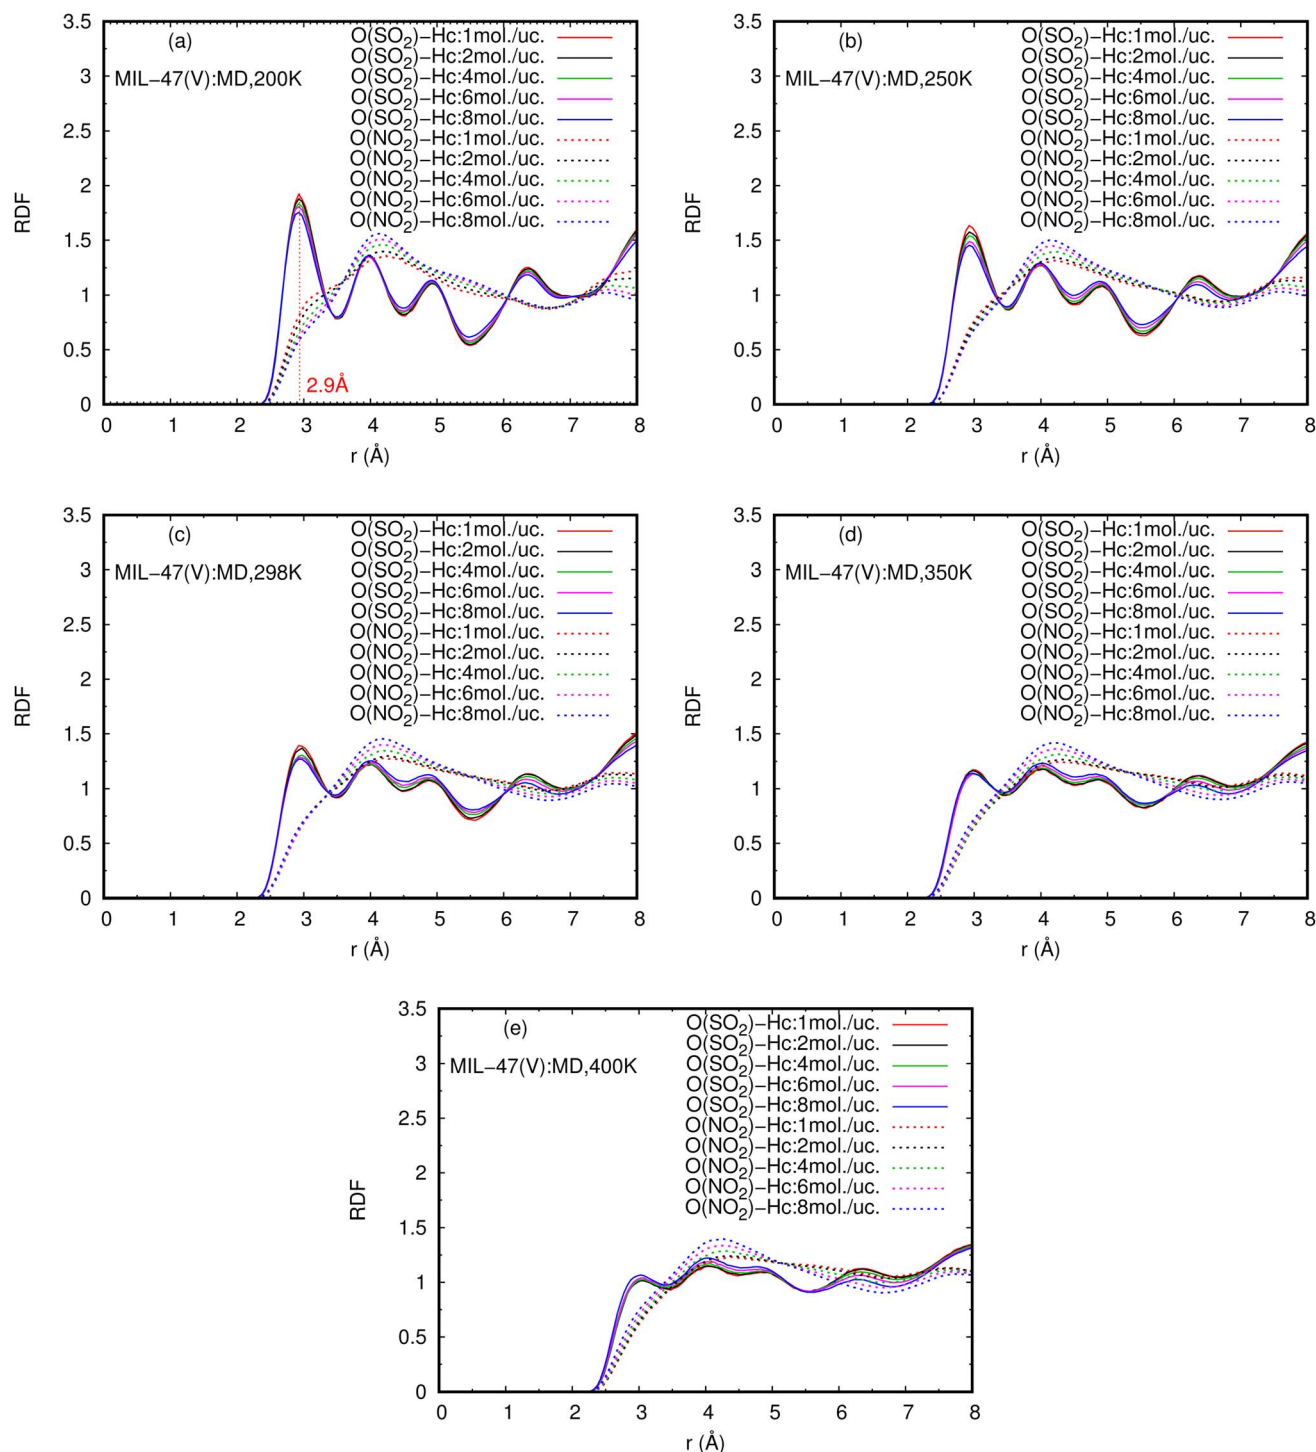 3.5
(a)
O(SO2)−Hc:1mol./uc.
O(SO2)−Hc:2mol./uc.
3
MIL−47(V):MD,200K
O(SO2)−Hc:4mol./uc.
O(SO2)−Hc:6mol./uc.
2.5
O(SO2)−Hc:8mol./uc.
O(NO2)−Hc:1mol./uc.
O(NO2)−Hc:2mol./uc.
2
O(NO2)−Hc:4mol./uc.
O(NO2)−Hc:6mol./uc.
O(NO2)−Hc:8mol./uc.
RDF
1.5
1
0.5
2.9Å
0
0 1 2 3 4 5 6 7 8
r (Å)
3.5
(b)
O(SO2)−Hc:1mol./uc.
O(SO2)−Hc:2mol./uc.
3
MIL−47(V):MD,250K
O(SO2)−Hc:4mol./uc.
O(SO2)−Hc:6mol./uc.
2.5
O(SO2)−Hc:8mol./uc.
O(NO2)−Hc:1mol./uc.
O(NO2)−Hc:2mol./uc.
2
O(NO2)−Hc:4mol./uc.
O(NO2)−Hc:6mol./uc.
O(NO2)−Hc:8mol./uc.
RDF
1.5
1
0.5
0
0 1 2 3 4 5 6 7 8
r (Å)
3.5
(c)
O(SO2)−Hc:1mol./uc.
O(SO2)−Hc:2mol./uc.
3
MIL−47(V):MD,298K
O(SO2)−Hc:4mol./uc.
O(SO2)−Hc:6mol./uc.
2.5
O(SO2)−Hc:8mol./uc.
O(NO2)−Hc:1mol./uc.
O(NO2)−Hc:2mol./uc.
2
O(NO2)−Hc:4mol./uc.
O(NO2)−Hc:6mol./uc.
O(NO2)−Hc:8mol./uc.
RDF
1.5
1
0.5
0
0 1 2 3 4 5 6 7 8
r (Å)
3.5
(d)
O(SO2)−Hc:1mol./uc.
O(SO2)−Hc:2mol./uc.
3
MIL−47(V):MD,350K
O(SO2)−Hc:4mol./uc.
O(SO2)−Hc:6mol./uc.
2.5
O(SO2)−Hc:8mol./uc.
O(NO2)−Hc:1mol./uc.
O(NO2)−Hc:2mol./uc.
2
O(NO2)−Hc:4mol./uc.
O(NO2)−Hc:6mol./uc.
O(NO2)−Hc:8mol./uc.
RDF
1.5
1
0.5
0
0 1 2 3 4 5 6 7 8
r (Å)
3.5
(e)
O(SO2)−Hc:1mol./uc.
O(SO2)−Hc:2mol./uc.
3
MIL−47(V):MD,400K
O(SO2)−Hc:4mol./uc.
O(SO2)−Hc:6mol./uc.
2.5
O(SO2)−Hc:8mol./uc.
O(NO2)−Hc:1mol./uc.
O(NO2)−Hc:2mol./uc.
2
O(NO2)−Hc:4mol./uc.
O(NO2)−Hc:6mol./uc.
O(NO2)−Hc:8mol./uc.
RDF
1.5
1
0.5
0
0 1 2 3 4 5 6 7 8
r (Å)